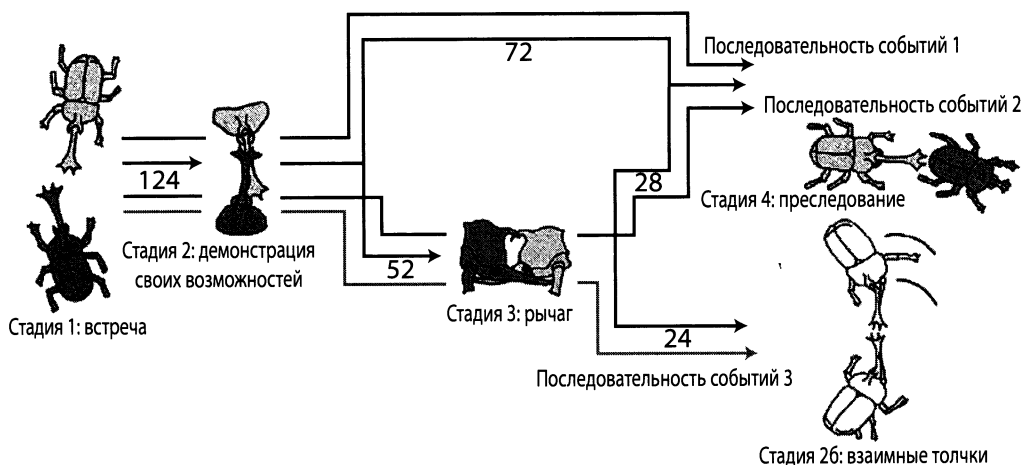 72
Последовательность событий 1
Последовательность событий 2
124
28
Стадия 4: преследование
Стадия 2: демонстрация
своих возможностей
52
Стадия 1: встреча
Стадия 3: рычаг
24
Последовательность событий 3
Стадия 2б: взаимные толчки